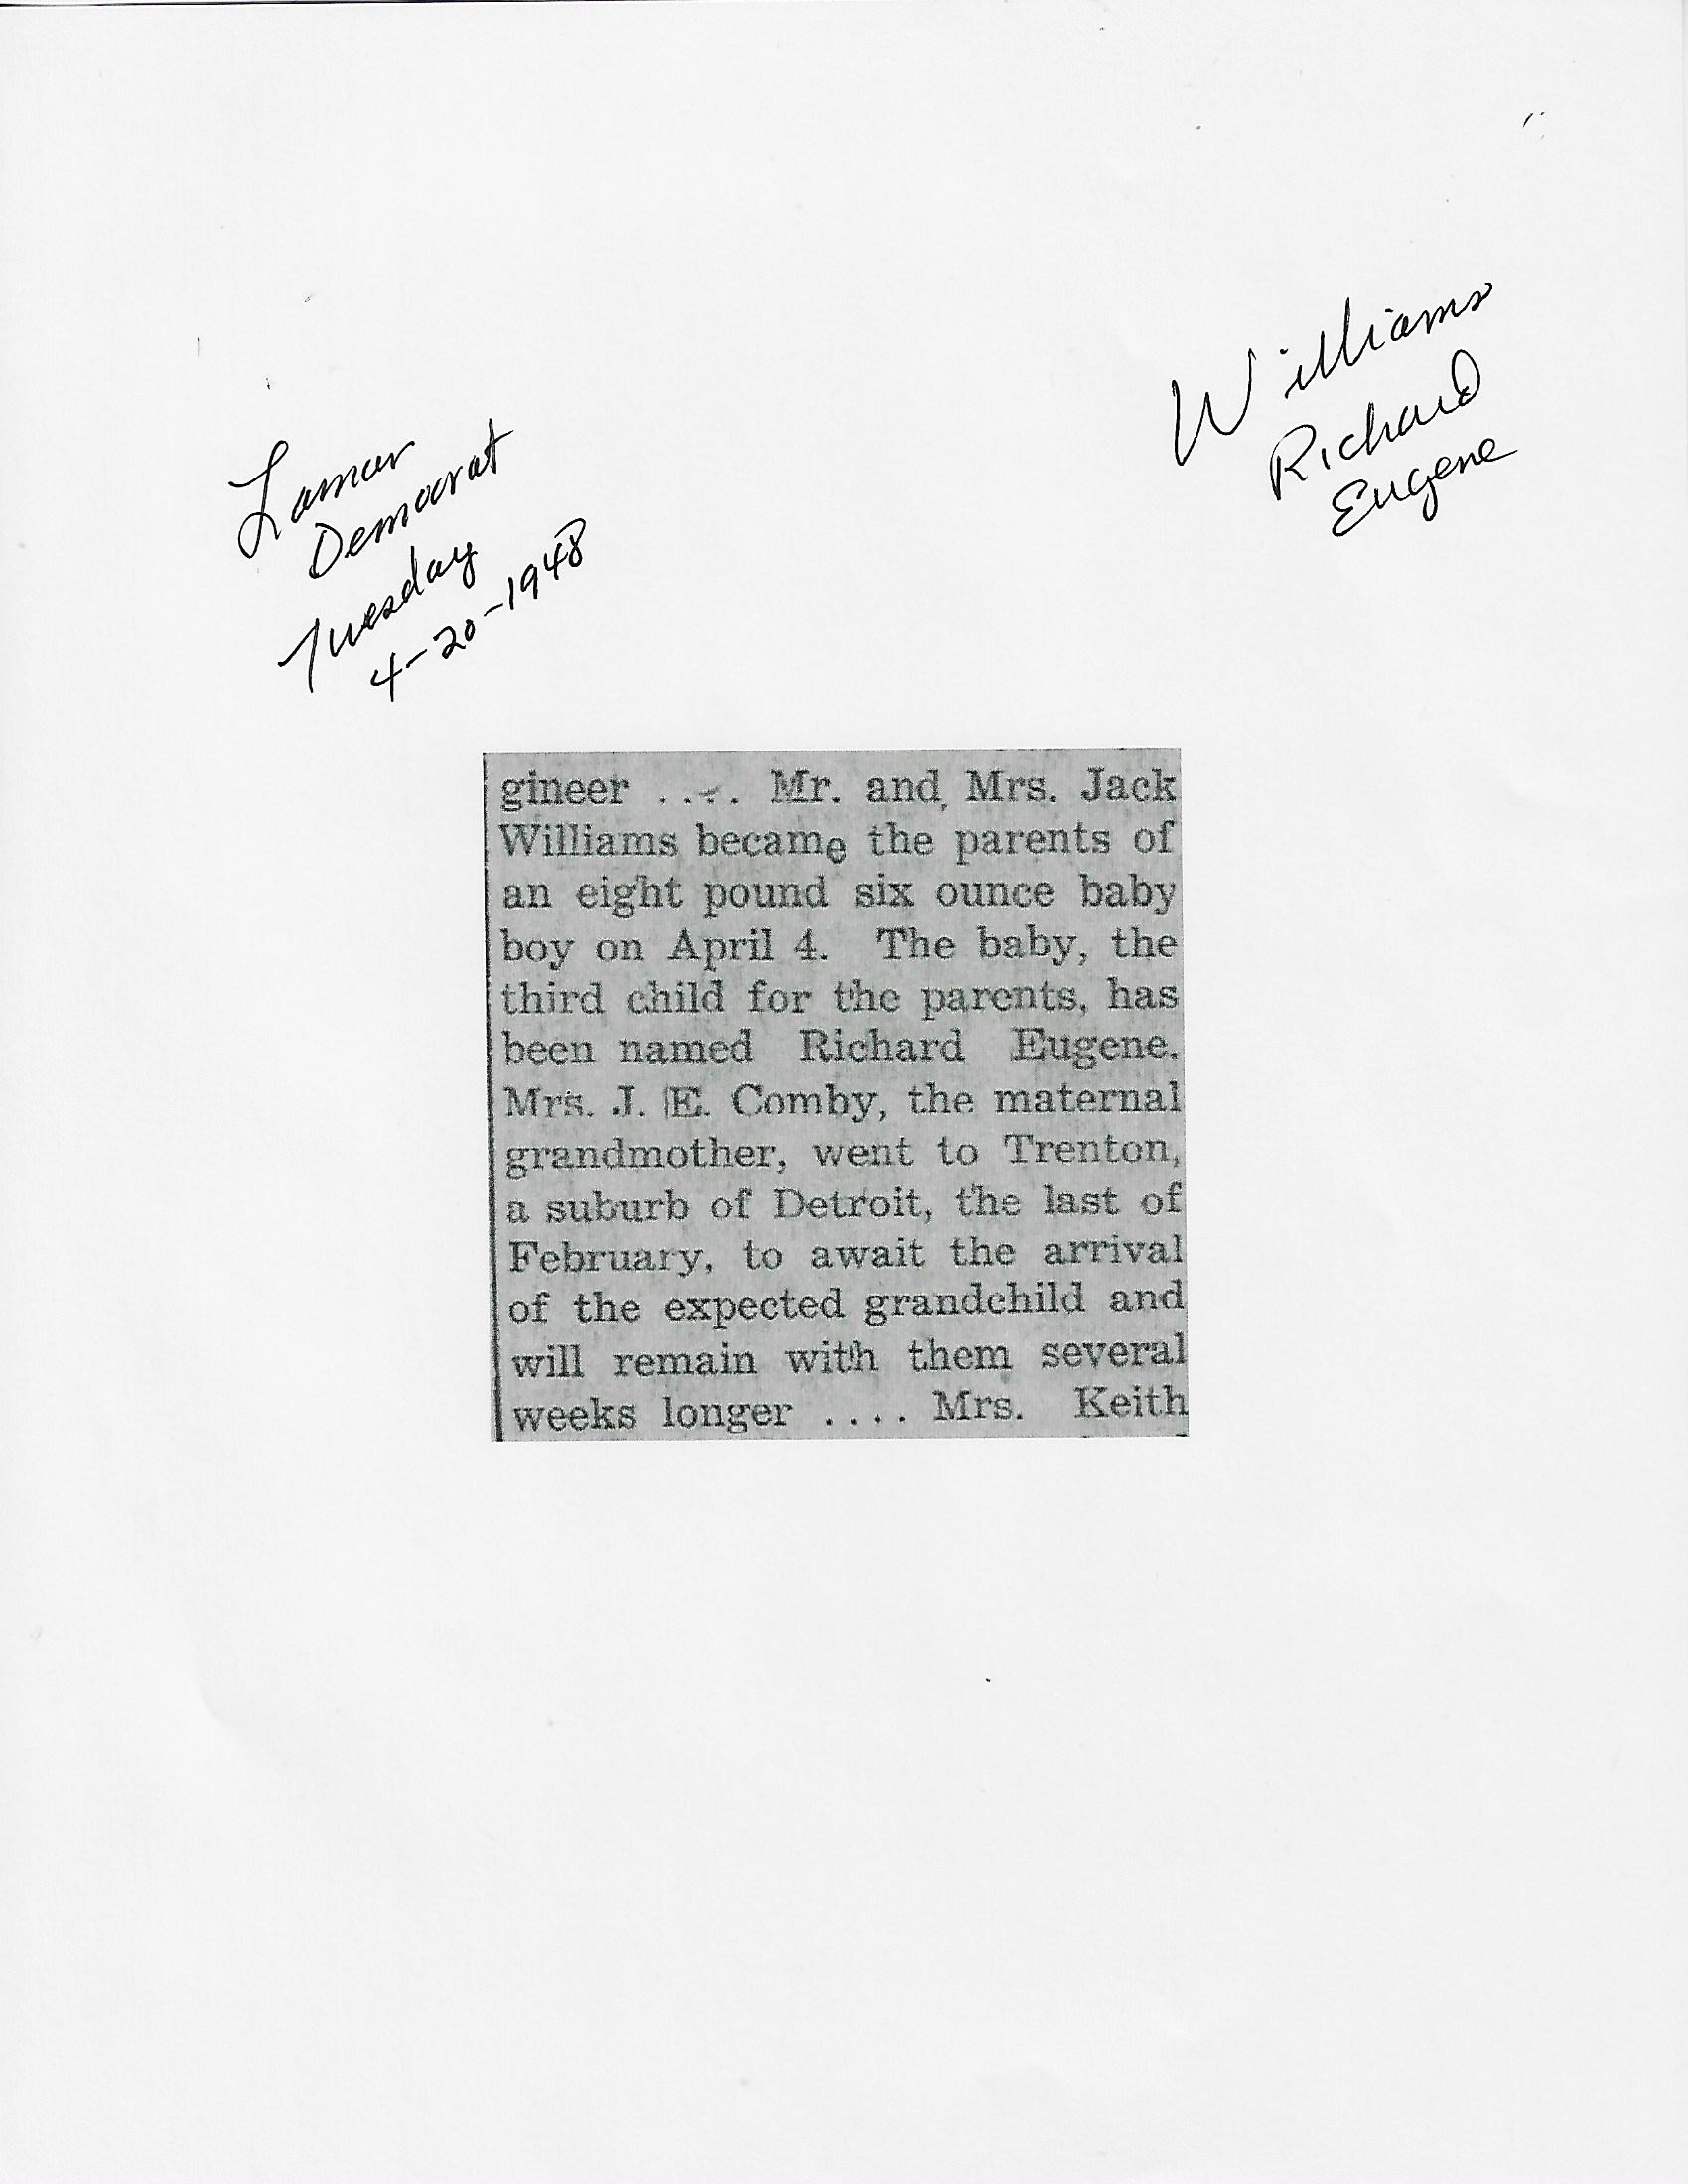 Williams
Richard
Eugene
Lamar
Democrat
Tuesday
4-20-1948
gineer .... Mr. and Mrs. Jack
Williams became the parents of
an eight pound six ounce baby
boy on April 4. The baby, the
third child for the parents, has
been named Richard Eugene.
Mrs. J. E. Comby, the maternal
grandmother, went to Trenton,
a suburb of Detroit, the last of
February, to await the arrival
of the expected grandchild and
will remain with them several
weeks longer .... Mrs. Keith